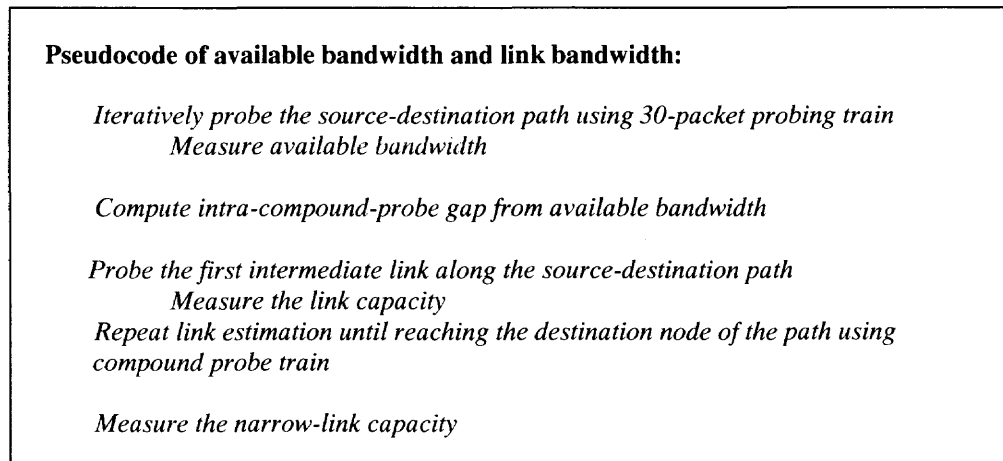 Pseudocode of available bandwidth and link bandwidth:
Iteratively probe the source-destination path using 30-packet probing train
Measure available bandwidth
Compute intra-compound-probe gap from available bandwidth
Probe the first intermediate link along the source-destination path
Measure the link capacity
Repeat link estimation until reaching the destination node of the path using
compound probe train
Measure the narrow-link capacity